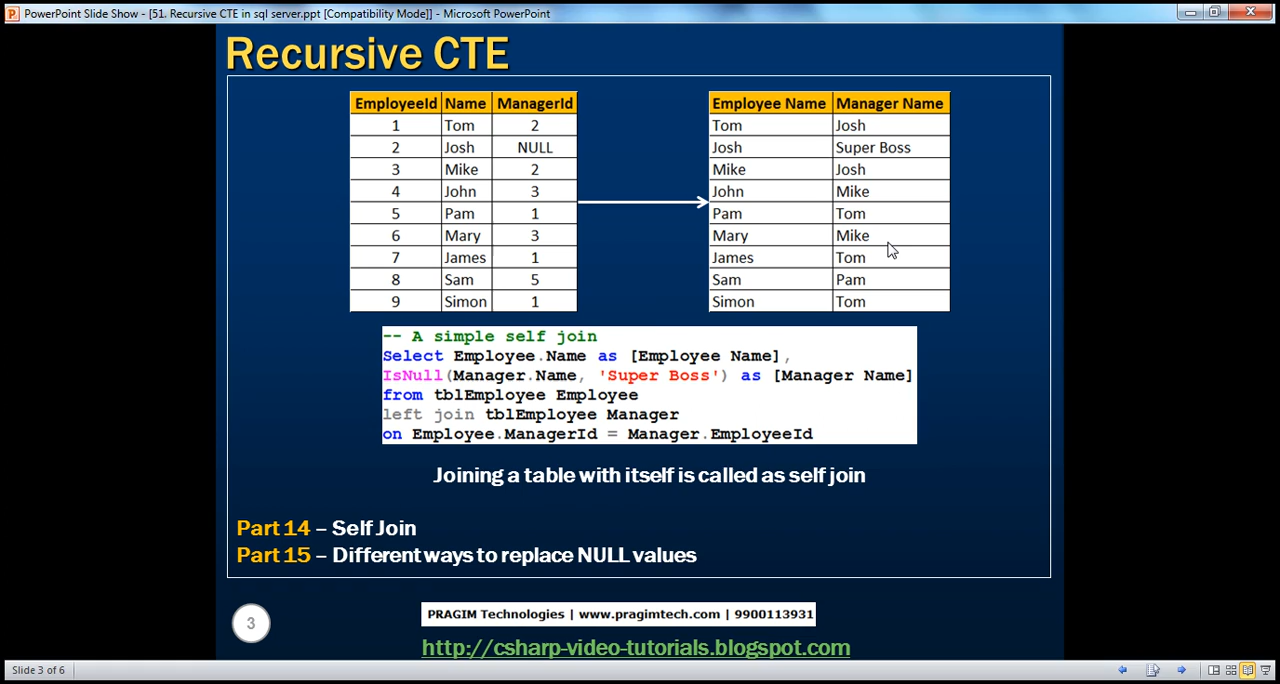 PowerPoint Slide Show - [51. Recursive CTE in sql server.ppt [Compatibility Mode]] - Microsoft PowerPoint
Recursive CTE
EmployeeId Name ManagerId
1 Tom 2
2 Josh NULL
3 Mike 2
4 John 3
5 Pam 1
6 Mary 3
7 James 1
8 Sam 5
9 Simon 1
Employee Name Manager Name
Tom Josh
Josh Super Boss
Mike Josh
John Mike
Pam Tom
Mary Mike
James Tom
Sam Pam
Simon Tom
-- A simple self join
Select Employee.Name as [Employee Name],
IsNull(Manager.Name, 'Super Boss') as [Manager Name]
from tblEmployee Employee
left join tblEmployee Manager
on Employee.ManagerId = Manager.EmployeeId
Joining a table with itself is called as self join
Part 14 – Self Join
Part 15 – Different ways to replace NULL values
3
PRAGIM Technologies | www.pragimtech.com | 9900113931
http://csharp-video-tutorials.blogspot.com
Slide 3 of 6